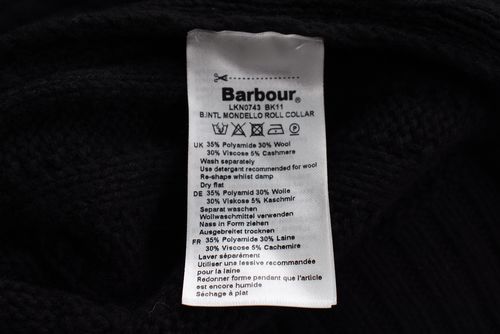 Barbour®
LKN0743 BK11
B.INTL MONDELLO ROLL COLLAR
UK 35% Polyamide 30% Wool
30% Viscose 5% Cashmere
Wash separately
Use detergent recommended for wool
Re-shape whilst damp
Dry flat
DE 35% Polyamid 30% Wolle
30% Viskose 5% Kaschmir
Separat waschen
Wollwaschmittel verwenden
Nass in Form ziehen
Ausgebreitet trocknen
FR 35% Polyamide 30% Laine
30% Viscose 5% Cachemire
Laver séparément
Utiliser une lessive recommandée
pour la laine
Redonner forme pendant que l'article
est encore humide
Séchage à plat